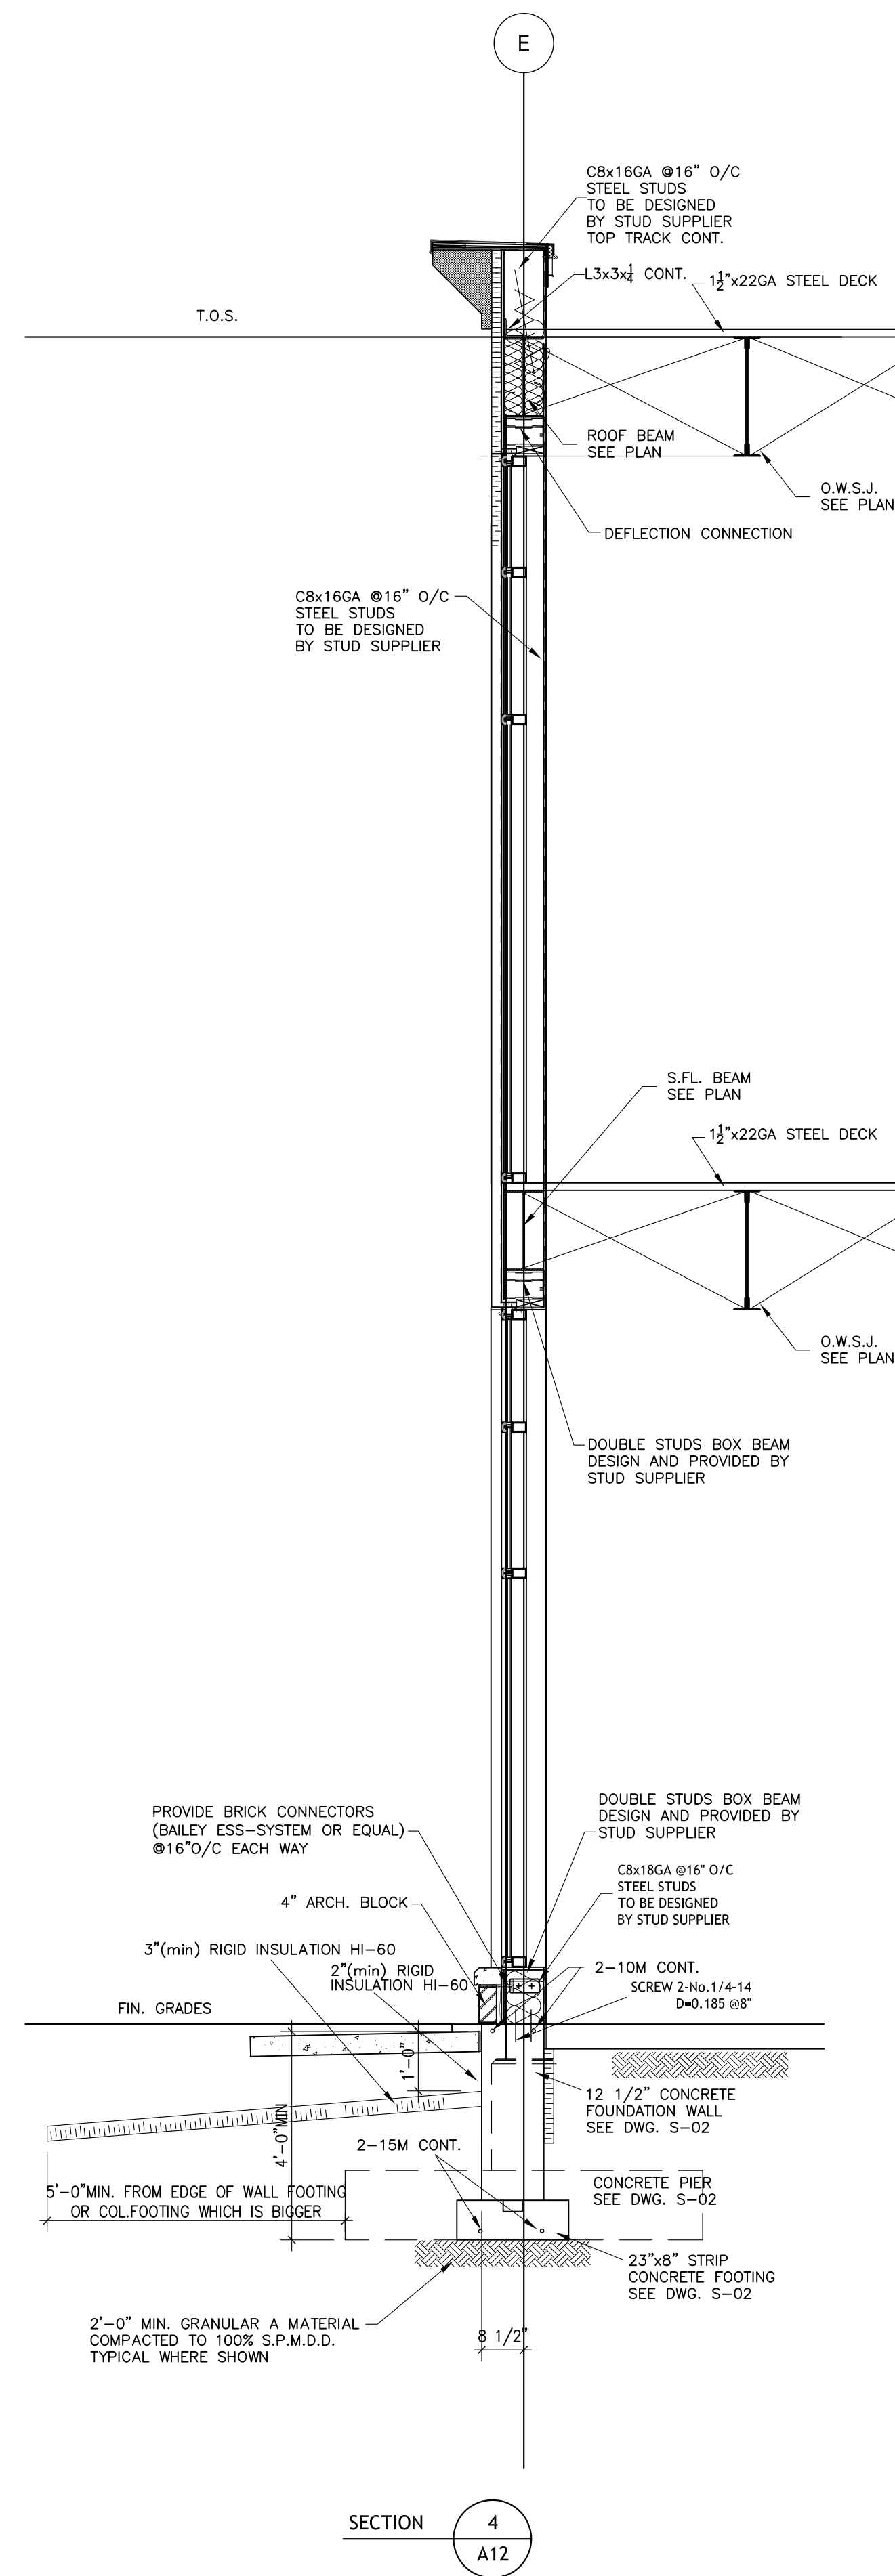 E
C8x16GA @16" O/C
STEEL STUDS
TO BE DESIGNED
BY STUD SUPPLIER
TOP TRACK CONT.
L3x3x1/4 CONT.
1 1/2"x22GA STEEL DECK
T.O.S.
ROOF BEAM
SEE PLAN
O.W.S.J.
SEE PLAN
DEFLECTION CONNECTION
C8x16GA @16" O/C
STEEL STUDS
TO BE DESIGNED
BY STUD SUPPLIER
S.FL. BEAM
SEE PLAN
1 1/2"x22GA STEEL DECK
O.W.S.J.
SEE PLAN
DOUBLE STUDS BOX BEAM
DESIGN AND PROVIDED BY
STUD SUPPLIER
PROVIDE BRICK CONNECTORS
(BAILEY ESS-SYSTEM OR EQUAL)
@16"O/C EACH WAY
DOUBLE STUDS BOX BEAM
DESIGN AND PROVIDED BY
STUD SUPPLIER
C8x18GA @16" O/C
STEEL STUDS
TO BE DESIGNED
BY STUD SUPPLIER
4" ARCH. BLOCK
3"(min) RIGID INSULATION HI-60
2"(min) RIGID
INSULATION HI-60
2-10M CONT.
SCREW 2-No.1/4-14
D=0.185 @8"
FIN. GRADES
1'-0"
4'-0"MIN
12 1/2" CONCRETE
FOUNDATION WALL
SEE DWG. S-02
2-15M CONT.
CONCRETE PIER
SEE DWG. S-02
5'-0"MIN. FROM EDGE OF WALL FOOTING
OR COL.FOOTING WHICH IS BIGGER
23"x8" STRIP
CONCRETE FOOTING
SEE DWG. S-02
2'-0" MIN. GRANULAR A MATERIAL
COMPACTED TO 100% S.P.M.D.D.
TYPICAL WHERE SHOWN
8 1/2"
SECTION 4
A12